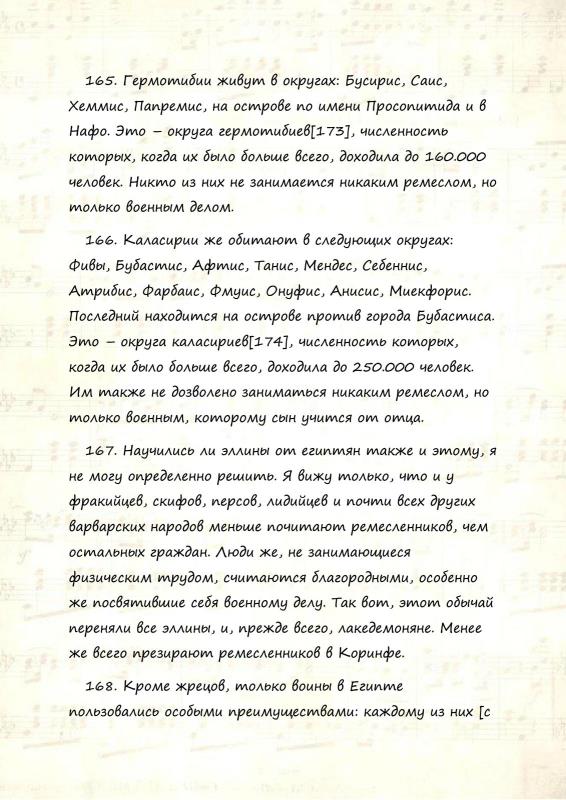 165. Гермотибии живут в округах: Бусирис, Саис,
Хеммис, Папремис, на острове по имени Просопитида и в
Нафо. Это – округа гермотибиев[173], численность
которых, когда их было больше всего, доходила до 160.000
человек. Никто из них не занимается никаким ремеслом, но
только военным делом.
166. Каласирии же обитают в следующих округах:
Фивы, Бубастис, Афтис, Танис, Мендес, Себеннис,
Атрибис, Фарбаис, Фмуис, Онуфис, Анисис, Миекфорис.
Последний находится на острове против города Бубастиса.
Это – округа каласириев[174], численность которых,
когда их было больше всего, доходила до 250.000 человек.
Им также не дозволено заниматься никаким ремеслом, но
только военным, которому сын учится от отца.
167. Научились ли эллины от египтян также и этому, я
не могу определенно решить. Я вижу только, что и у
фракийцев, скифов, персов, лидийцев и почти всех других
варварских народов меньше почитают ремесленников, чем
остальных граждан. Люди же, не занимающиеся
физическим трудом, считаются благородными, особенно
же посвятившие себя военному делу. Так вот, этот обычай
переняли все эллины, и, прежде всего, лакедемоняне. Менее
же всего презирают ремесленников в Коринфе.
168. Кроме жрецов, только воины в Египте
пользовались особыми преимуществами: каждому из них [с